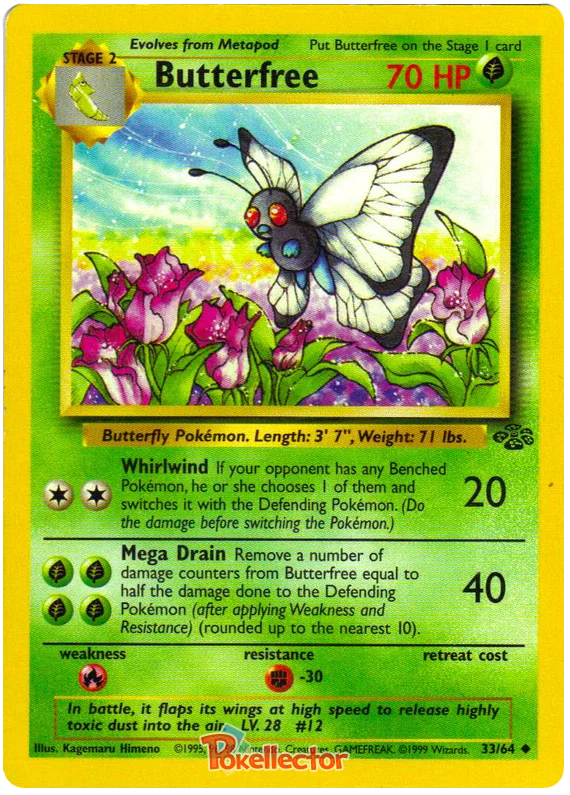 Evolves from Metapod Put Butterfree on the Stage 1 card
STAGE 2
Butterfree 70 HP
Butterfly Pokémon. Length: 3' 7", Weight: 71 lbs.
Whirlwind If your opponent has any Benched
Pokémon, he or she chooses 1 of them and
switches it with the Defending Pokémon. (Do
the damage before switching the Pokémon.)
20
Mega Drain Remove a number of
damage counters from Butterfree equal to
half the damage done to the Defending
Pokémon (after applying Weakness and
Resistance) (rounded up to the nearest 10).
40
weakness resistance retreat cost
-30
In battle, it flaps its wings at high speed to release highly
toxic dust into the air. LV. 28 #12
Illus. Kagemaru Himeno ©1995, Nintendo, Creatures, GAMEFREAK. ©1999 Wizards. 33/64
Pokellector